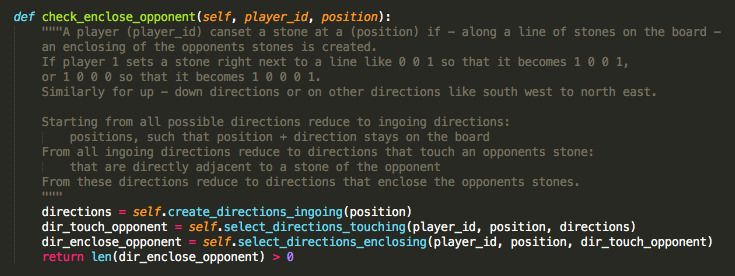 def check_enclose_opponent(self, player_id, position):
"""A player (player_id) canset a stone at a (position) if - along a line of stones on the board -
an enclosing of the opponents stones is created.
If player 1 sets a stone right next to a line like 0 0 1 so that it becomes 1 0 0 1,
or 1 0 0 0 so that it becomes 1 0 0 0 1.
Similarly for up - down directions or on other directions like south west to north east.
Starting from all possible directions reduce to ingoing directions:
positions, such that position + direction stays on the board
From all ingoing directions reduce to directions that touch an opponents stone:
that are directly adjacent to a stone of the opponent
From these directions reduce to directions that enclose the opponents stones.
"""
directions = self.create_directions_ingoing(position)
dir_touch_opponent = self.select_directions_touching(player_id, position, directions)
dir_enclose_opponent = self.select_directions_enclosing(player_id, position, dir_touch_opponent)
return len(dir_enclose_opponent) > 0